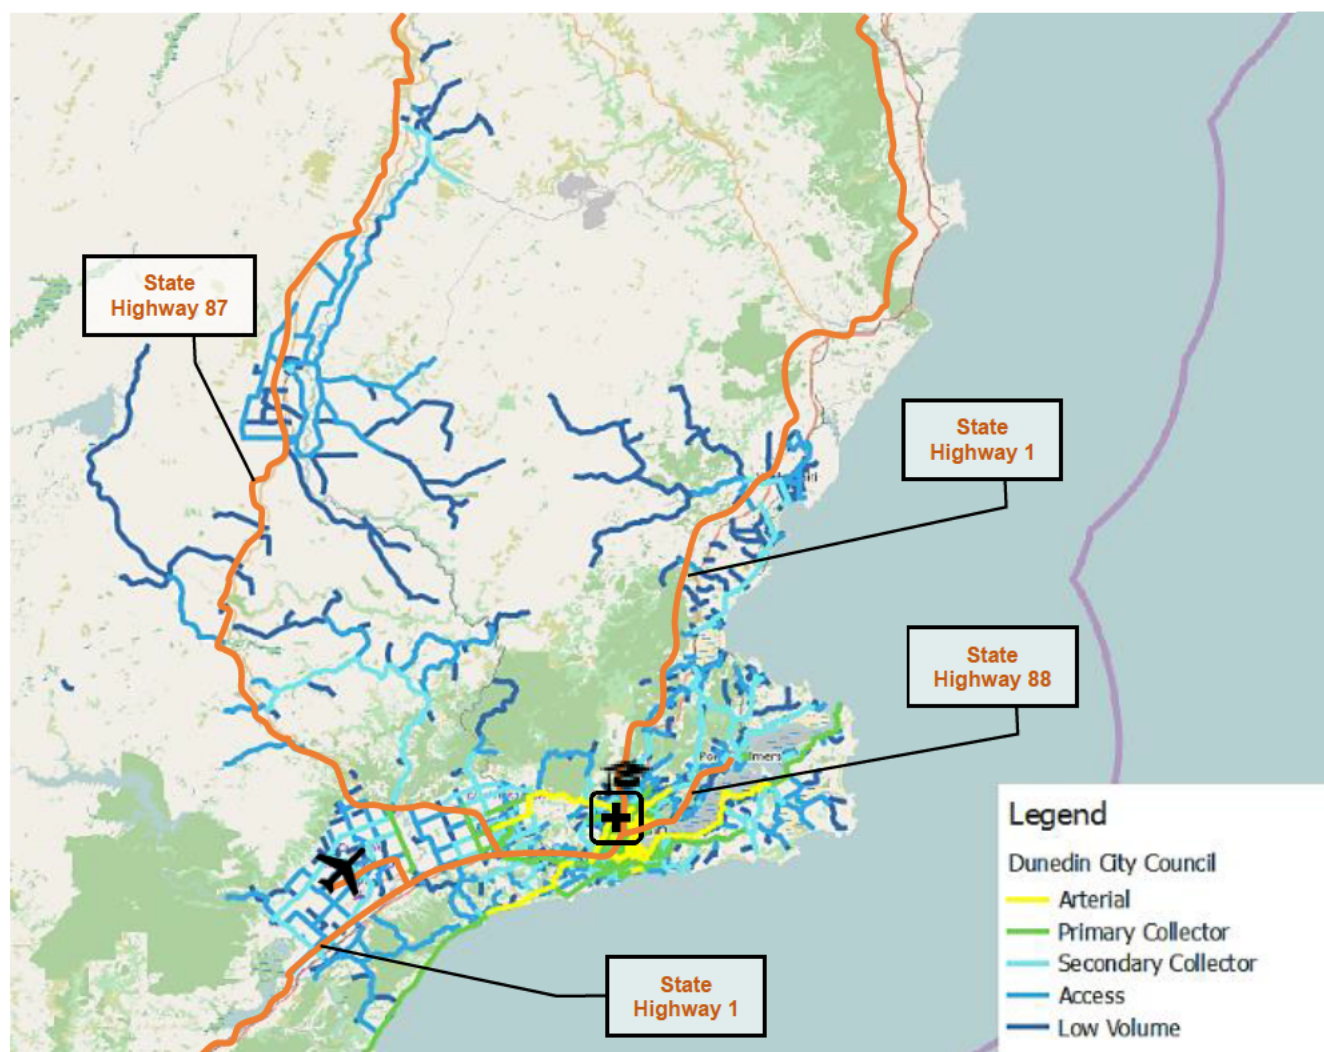 State
Highway 87
State
Highway 1
State
Highway 88
State
Highway 1
Legend
Dunedin City Council
Arterial
Primary Collector
Secondary Collector
Access
Low Volume